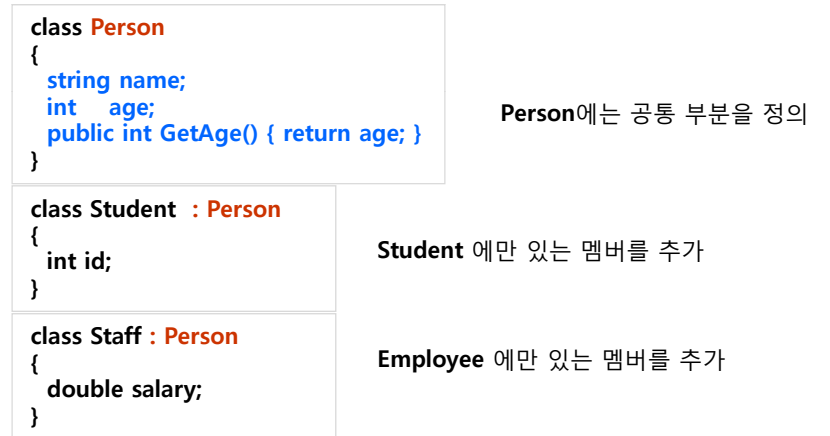 class Person
{
string name;
int age;
public int GetAge() { return age; }
}
Person에는 공통 부분을 정의
class Student : Person
{
int id;
}
Student 에만 있는 멤버를 추가
class Staff : Person
{
double salary;
}
Employee 에만 있는 멤버를 추가